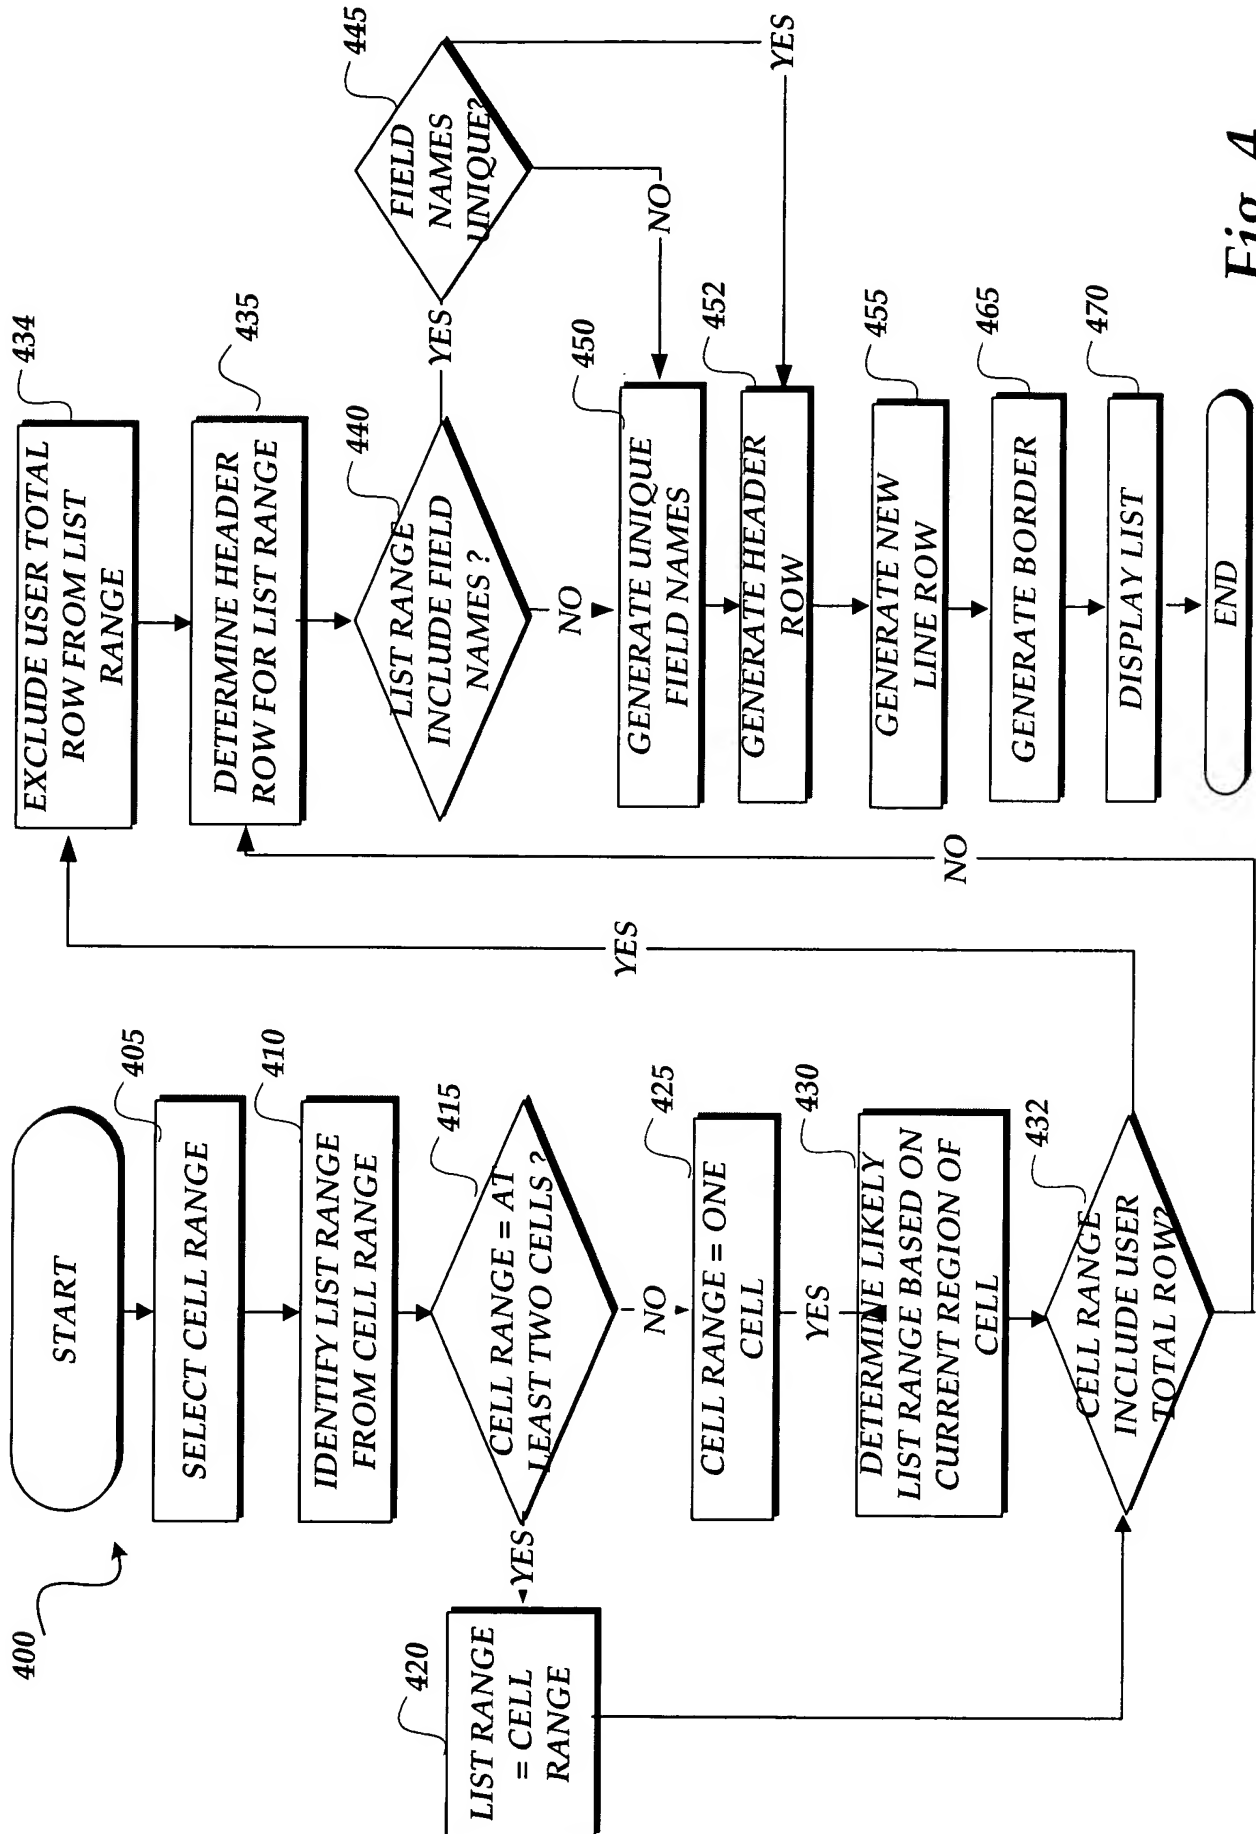 400
START
405
SELECT CELL RANGE
410
IDENTIFY LIST RANGE
FROM CELL RANGE
415
CELL RANGE = AT
LEAST TWO CELLS ?
YES
420
LIST RANGE
= CELL
RANGE
NO
425
CELL RANGE = ONE
CELL
YES
430
DETERMINE LIKELY
LIST RANGE BASED ON
CURRENT REGION OF
CELL
432
CELL RANGE
INCLUDE USER
TOTAL ROW?
YES
NO
434
EXCLUDE USER TOTAL
ROW FROM LIST
RANGE
435
DETERMINE HEADER
ROW FOR LIST RANGE
440
LIST RANGE
INCLUDE FIELD
NAMES ?
YES
445
FIELD
NAMES
UNIQUE?
NO
YES
NO
450
GENERATE UNIQUE
FIELD NAMES
452
GENERATE HEADER
ROW
455
GENERATE NEW
LINE ROW
465
GENERATE BORDER
470
DISPLAY LIST
END
Fig. 4